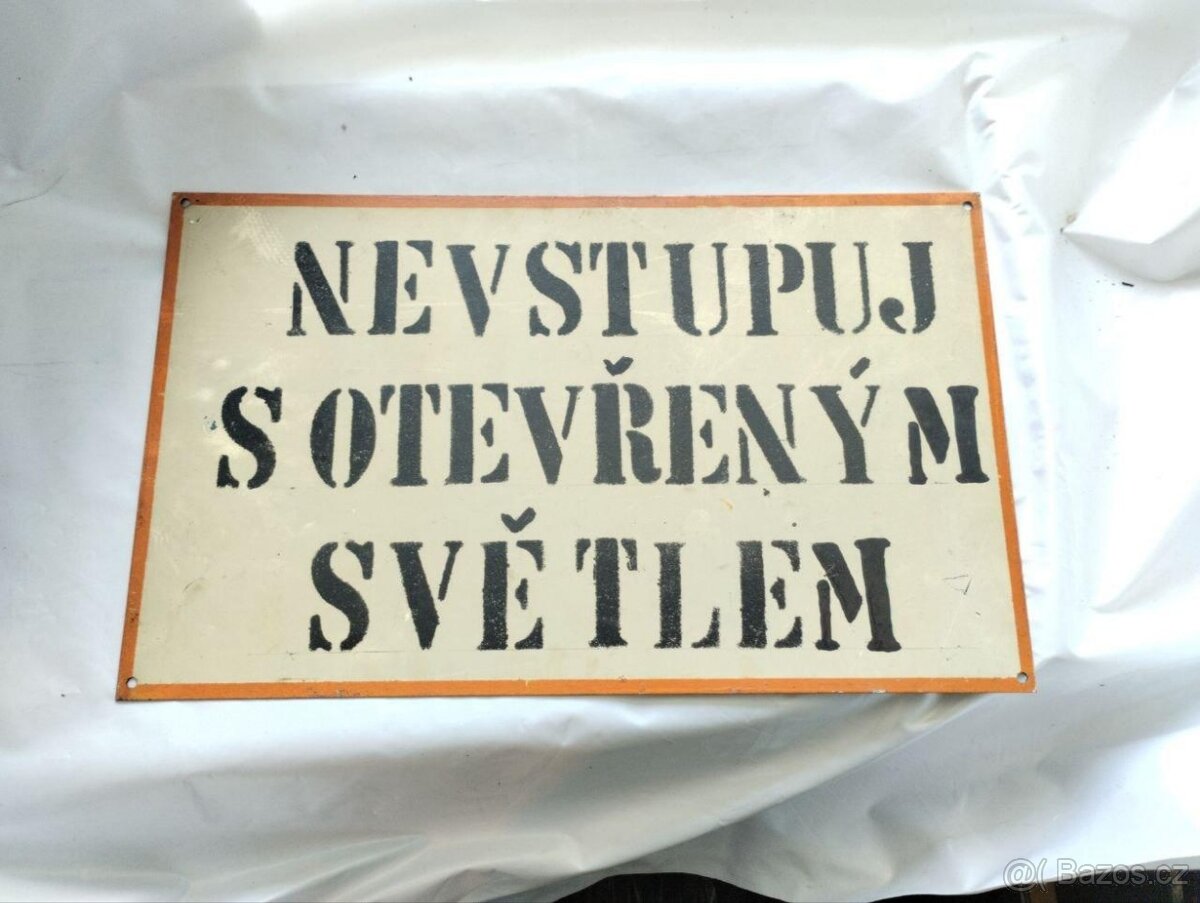 NEVSTUPUJ
S OTEVŘENÝM
SVĚTLEM
@( Bazos.cz